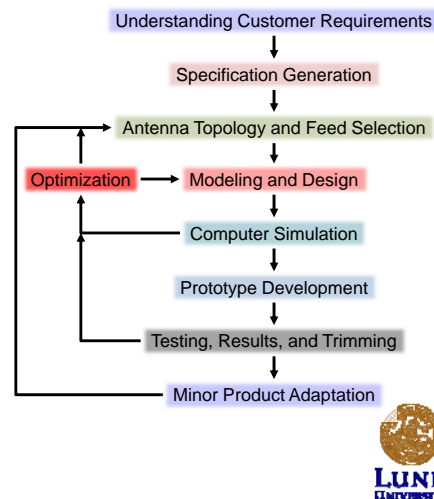 Understanding Customer Requirements
Specification Generation
Antenna Topology and Feed Selection
Optimization
Modeling and Design
Computer Simulation
Prototype Development
Testing, Results, and Trimming
Minor Product Adaptation